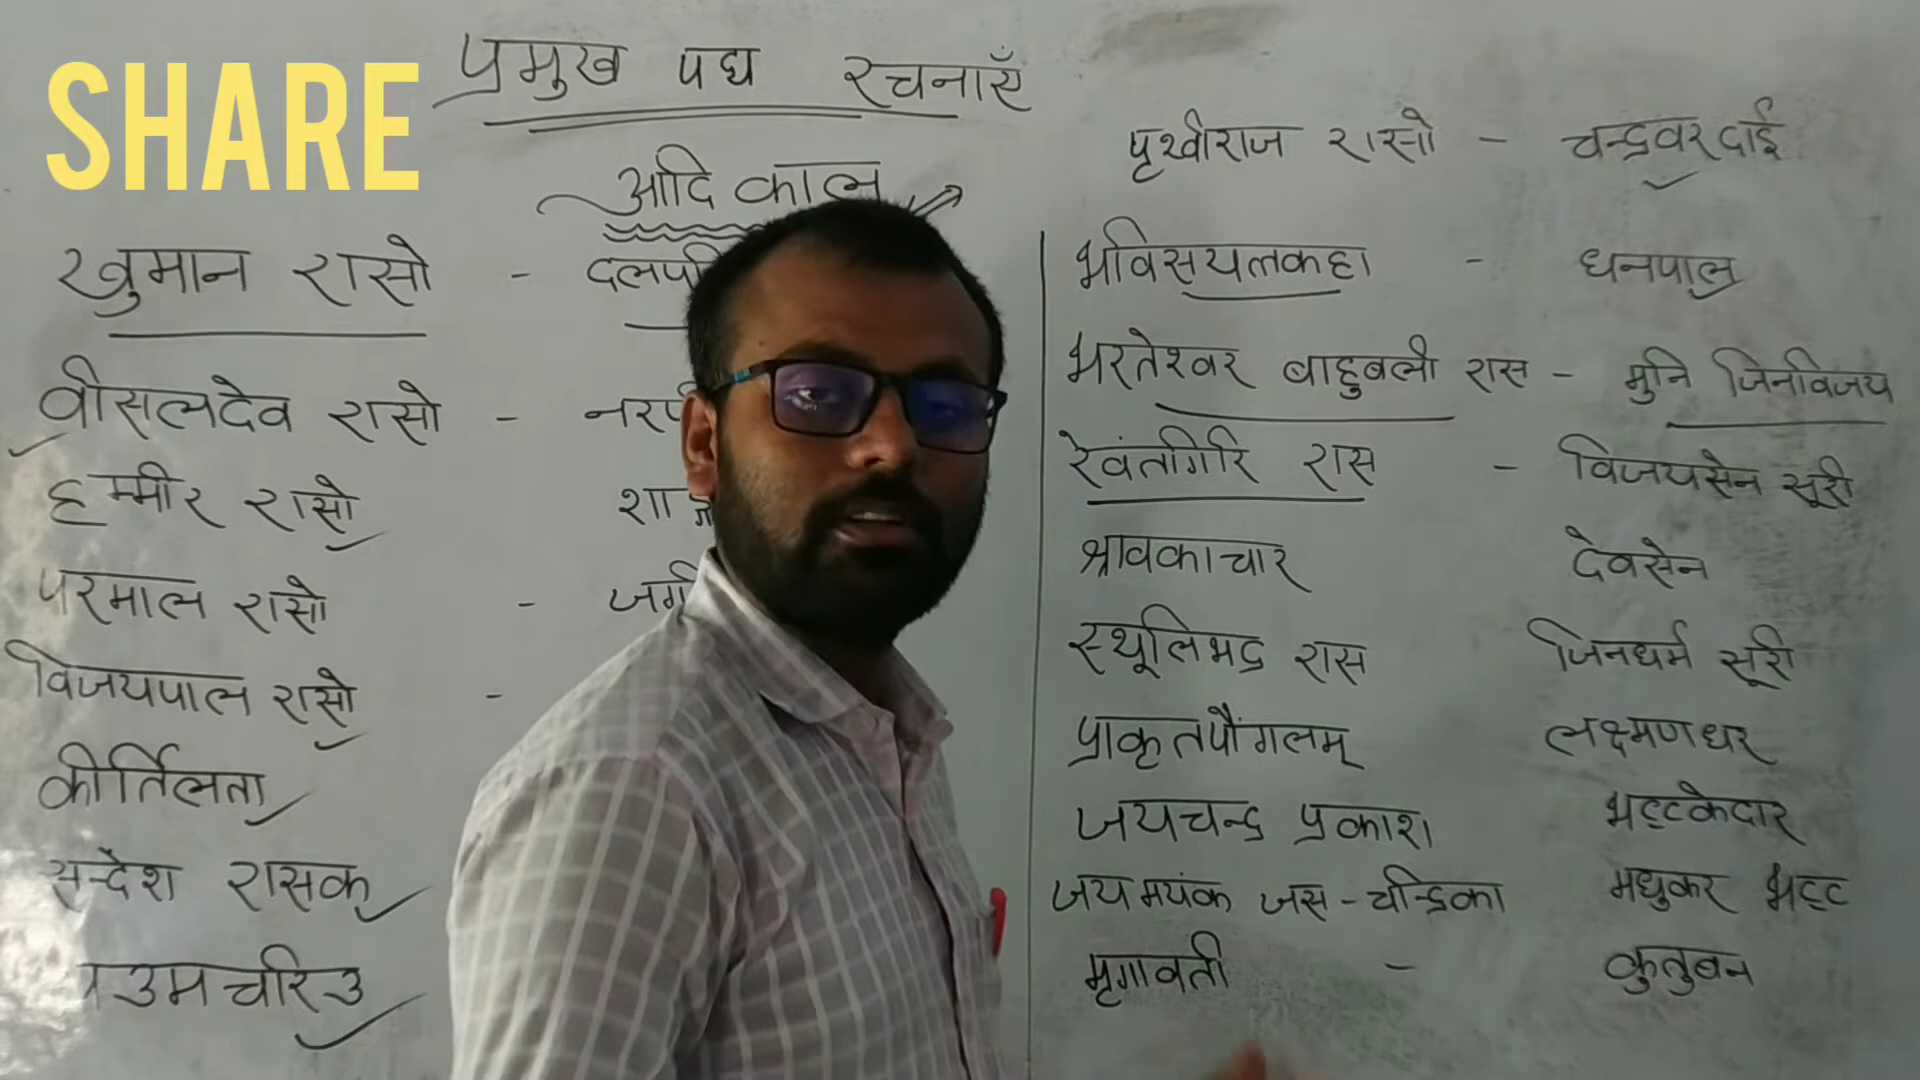 SHARE
प्रमुख पद्य रचनाएँ
आदि काल
खुमान रासो -
वीसलदेव रासो -
हम्मीर रासो
परमाल रासो -
विजयपाल रासो -
कीर्तिलता
सन्देश रासक
पृथ्वीराज रासो - चन्द्रवरदाई
भविसयतकहा - धनपाल
भरतेश्वर बाहुबली रास - मुनि जिनविजय
रेवंतगिरि रास - विजयसेन सूरी
श्रावकाचार देवसेन
स्थूलिभद्र रास जिनधर्म सूरी
प्राकृतपैंगलम् लक्ष्मणधर
जयचन्द्र प्रकाश भट्टकेदार
जयमयंक जस-चन्द्रिका मधुकर भट्ट
मृगावती - कुतुबन